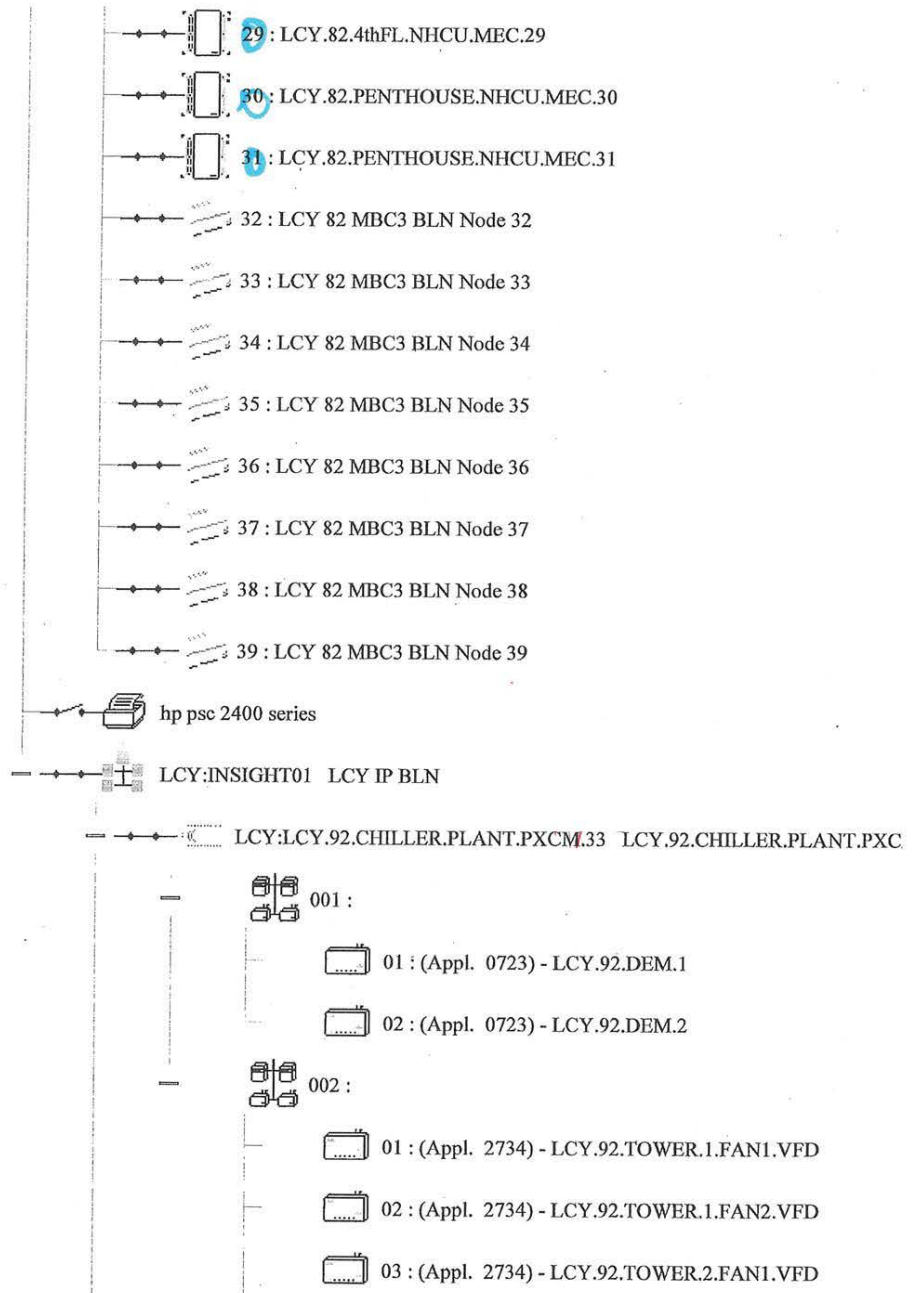 29 : LCY.82.4thFL.NHCU.MEC.29
30 : LCY.82.PENTHOUSE.NHCU.MEC.30
31 : LCY.82.PENTHOUSE.NHCU.MEC.31
32 : LCY 82 MBC3 BLN Node 32
33 : LCY 82 MBC3 BLN Node 33
34 : LCY 82 MBC3 BLN Node 34
35 : LCY 82 MBC3 BLN Node 35
36 : LCY 82 MBC3 BLN Node 36
37 : LCY 82 MBC3 BLN Node 37
38 : LCY 82 MBC3 BLN Node 38
39 : LCY 82 MBC3 BLN Node 39
hp psc 2400 series
LCY:INSIGHT01 LCY IP BLN
LCY:LCY.92.CHILLER.PLANT.PXCM.33 LCY.92.CHILLER.PLANT.PXC
001 :
01 : (Appl. 0723) - LCY.92.DEM.1
02 : (Appl. 0723) - LCY.92.DEM.2
002 :
01 : (Appl. 2734) - LCY.92.TOWER.1.FAN1.VFD
02 : (Appl. 2734) - LCY.92.TOWER.1.FAN2.VFD
03 : (Appl. 2734) - LCY.92.TOWER.2.FAN1.VFD